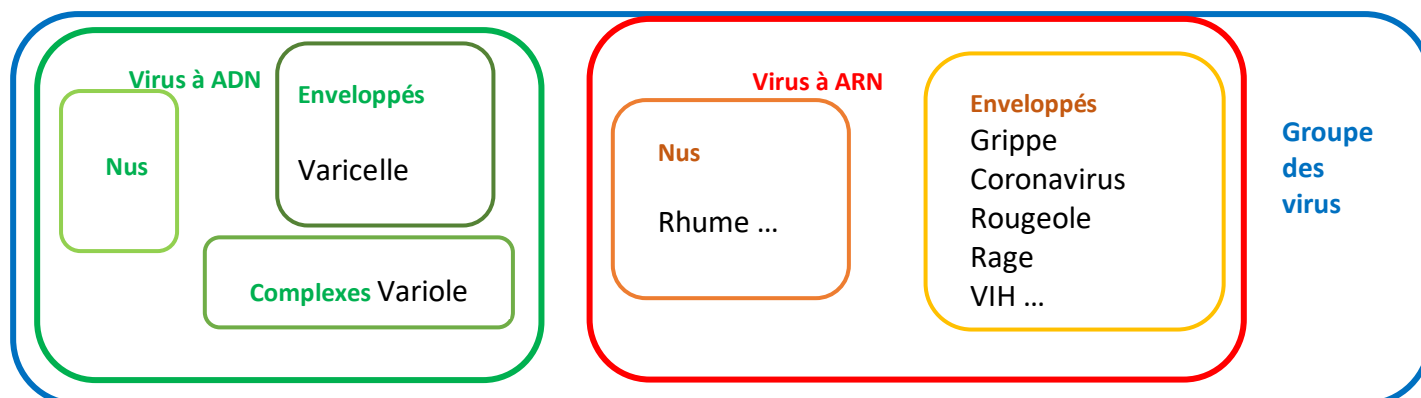 Virus à ADN
Nus
Enveloppés
Varicelle
Complexes Variole
Virus à ARN
Nus
Rhume ...
Enveloppés
Grippe
Coronavirus
Rougeole
Rage
VIH ...
Groupe
des
virus